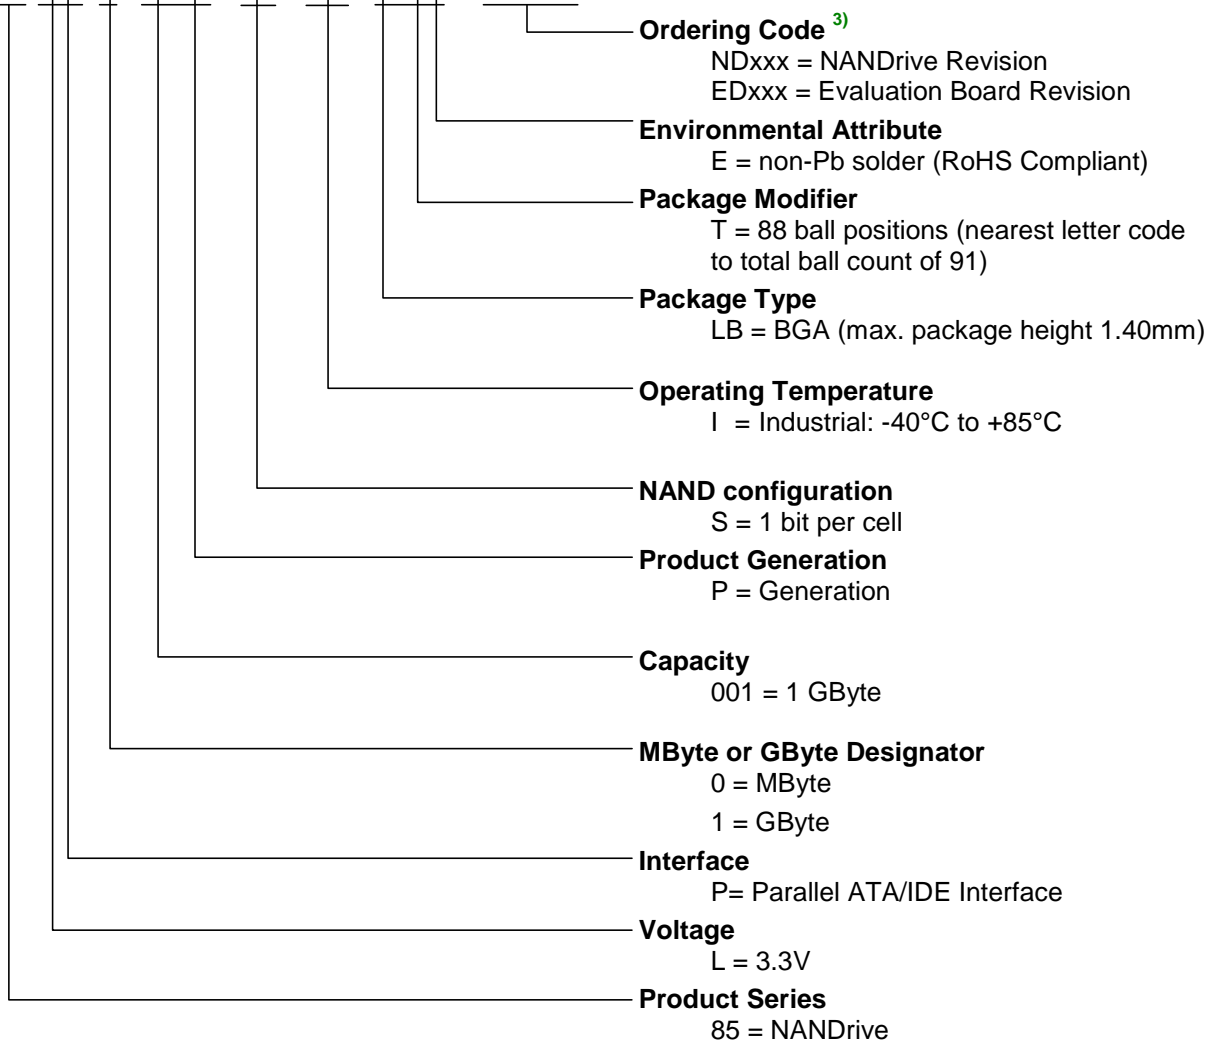 Ordering Code 3)
NDxxx = NANDrive Revision
EDxxx = Evaluation Board Revision
Environmental Attribute
E = non-Pb solder (RoHS Compliant)
Package Modifier
T = 88 ball positions (nearest letter code
to total ball count of 91)
Package Type
LB = BGA (max. package height 1.40mm)
Operating Temperature
I = Industrial: -40°C to +85°C
NAND configuration
S = 1 bit per cell
Product Generation
P = Generation
Capacity
001 = 1 GByte
MByte or GByte Designator
0 = MByte
1 = GByte
Interface
P= Parallel ATA/IDE Interface
Voltage
L = 3.3V
Product Series
85 = NANDrive